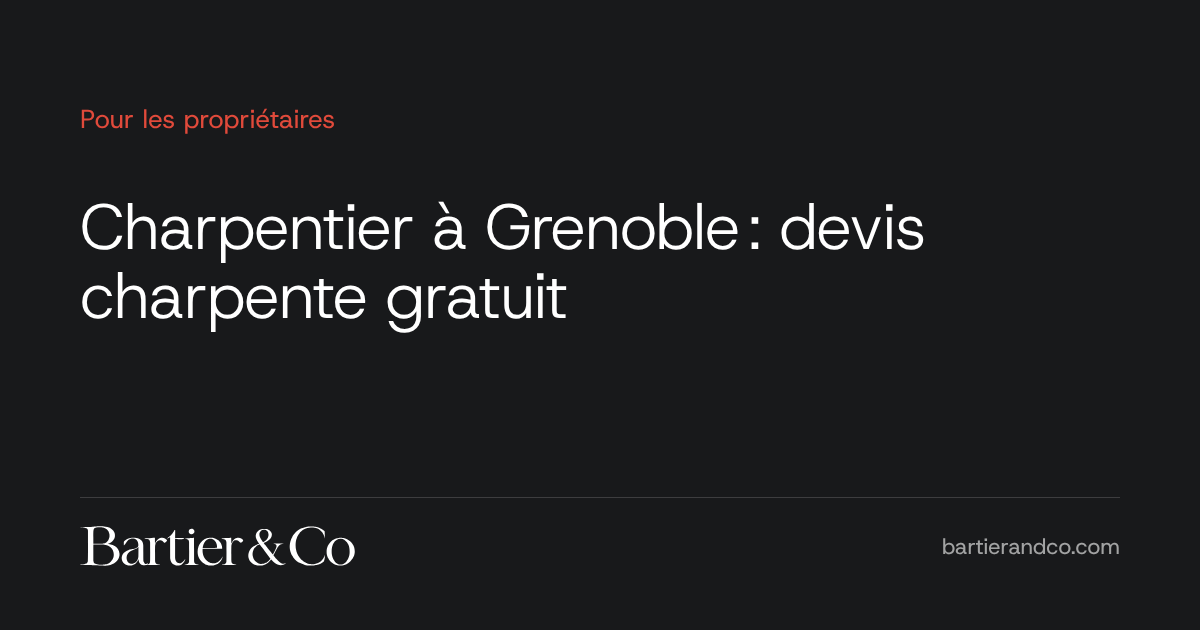 Pour les propriétaires
Charpentier à Grenoble : devis
charpente gratuit
Bartier & Co
bartierandco.com